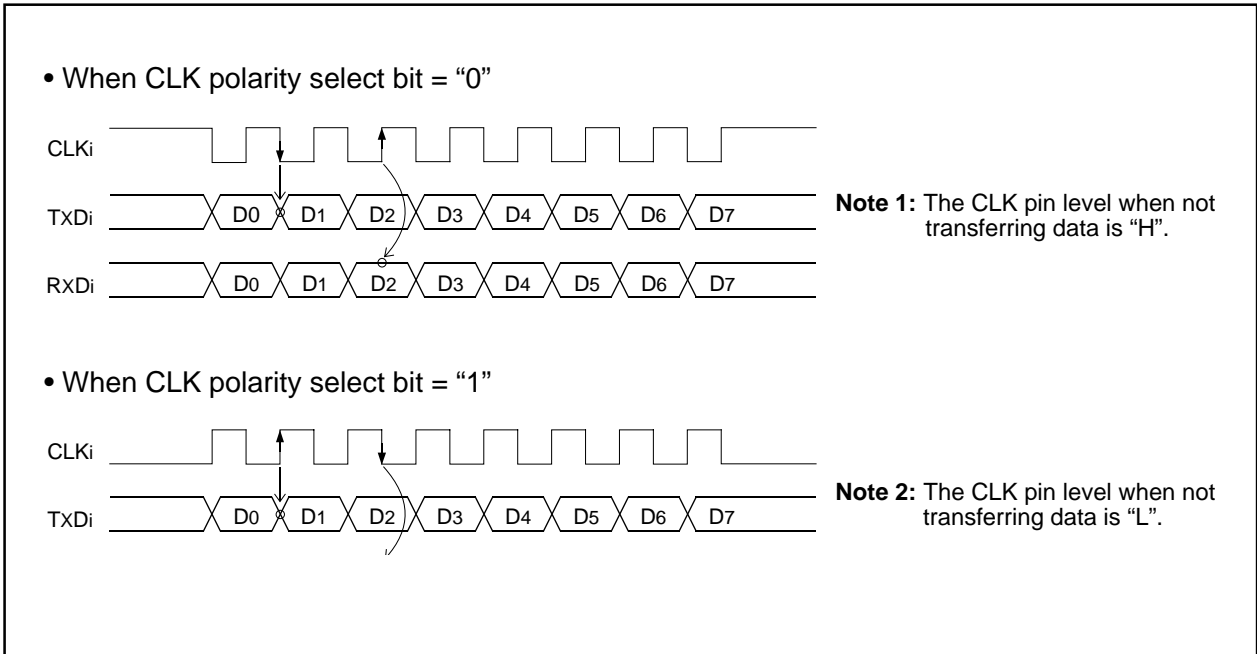 • When CLK polarity select bit = “0”
CLKi
TXDi D0 D1 D2 D3 D4 D5 D6 D7
Note 1: The CLK pin level when not
transferring data is “H”.
RXDi D0 D1 D2 D3 D4 D5 D6 D7
• When CLK polarity select bit = “1”
CLKi
TXDi D0 D1 D2 D3 D4 D5 D6 D7
Note 2: The CLK pin level when not
transferring data is “L”.